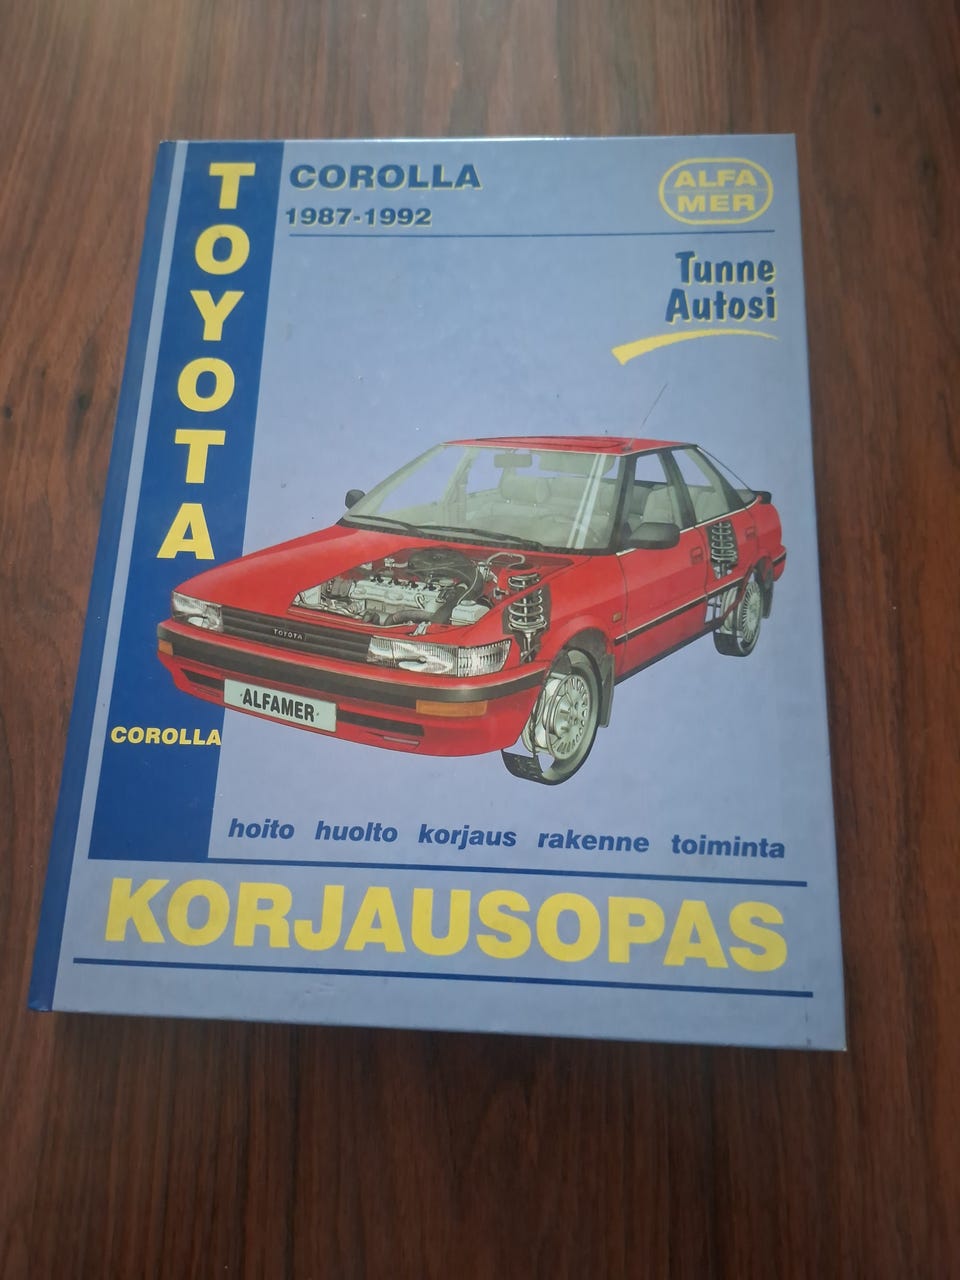 TOYOTA
COROLLA
1987-1992
ALFA
MER
Tunne
Autosi
TOYOTA
ALFAMER
COROLLA
hoito huolto korjaus rakenne toiminta
KORJAUSOPAS